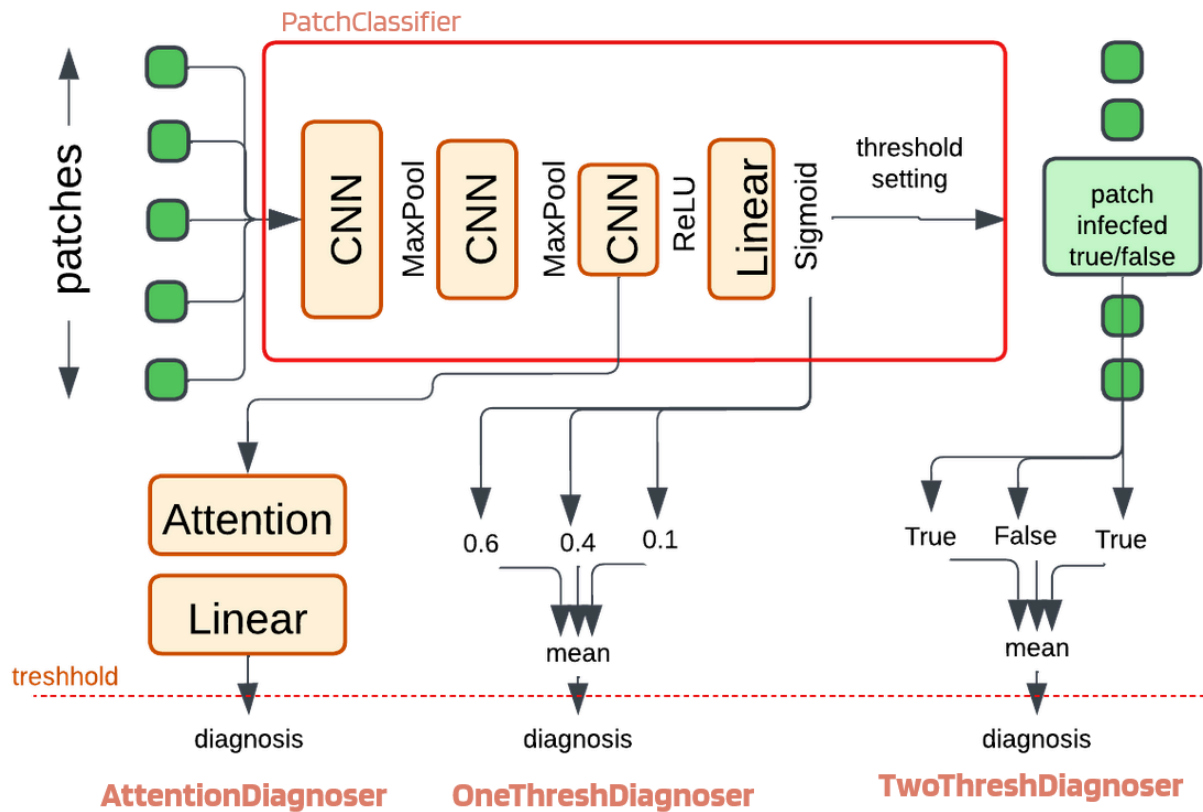 PatchClassifier
patches
CNN
MaxPool
CNN
MaxPool
CNN
ReLU
Linear
Sigmoid
threshold
setting
patch
infecfed
true/false
Attention
Linear
0.6
0.4
0.1
mean
True
False
True
mean
treshhold
diagnosis
diagnosis
diagnosis
AttentionDiagnoser
OneThreshDiagnoser
TwoThreshDiagnoser